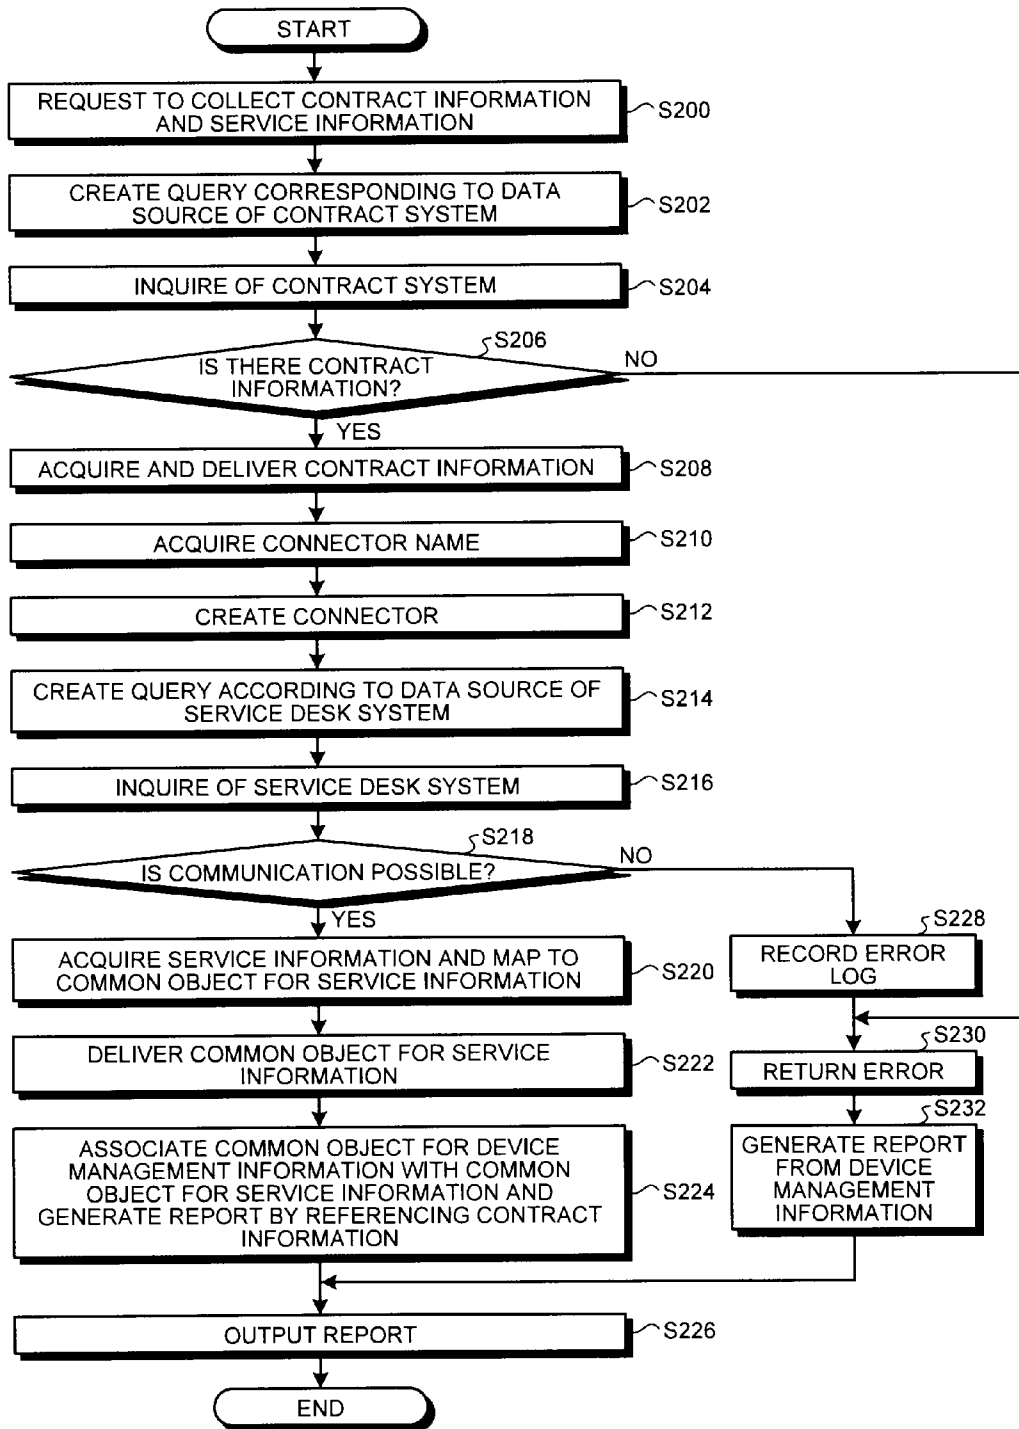 START
REQUEST TO COLLECT CONTRACT INFORMATION
AND SERVICE INFORMATION
S200
CREATE QUERY CORRESPONDING TO DATA
SOURCE OF CONTRACT SYSTEM
S202
INQUIRE OF CONTRACT SYSTEM
S204
S206
IS THERE CONTRACT
INFORMATION?
NO
YES
ACQUIRE AND DELIVER CONTRACT INFORMATION
S208
ACQUIRE CONNECTOR NAME
S210
CREATE CONNECTOR
S212
CREATE QUERY ACCORDING TO DATA SOURCE OF
SERVICE DESK SYSTEM
S214
INQUIRE OF SERVICE DESK SYSTEM
S216
S218
IS COMMUNICATION POSSIBLE?
NO
YES
ACQUIRE SERVICE INFORMATION AND MAP TO
COMMON OBJECT FOR SERVICE INFORMATION
S220
S228
RECORD ERROR
LOG
DELIVER COMMON OBJECT FOR SERVICE
INFORMATION
S222
S230
RETURN ERROR
ASSOCIATE COMMON OBJECT FOR DEVICE
MANAGEMENT INFORMATION WITH COMMON
OBJECT FOR SERVICE INFORMATION AND
GENERATE REPORT BY REFERENCING CONTRACT
INFORMATION
S224
S232
GENERATE REPORT
FROM DEVICE
MANAGEMENT
INFORMATION
OUTPUT REPORT
S226
END